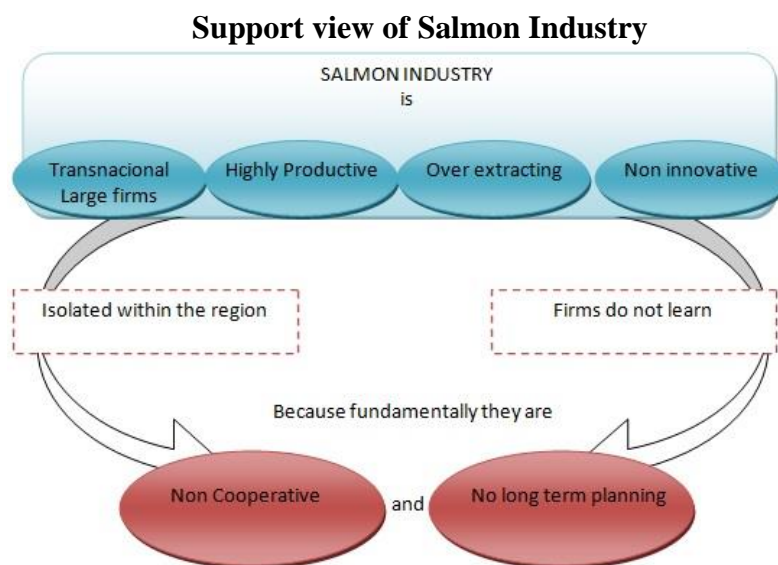 Support view of Salmon Industry
SALMON INDUSTRY
is
Transnacional
Large firms
Highly Productive
Over extracting
Non innovative
Isolated within the region
Firms do not learn
Because fundamentally they are
Non Cooperative
and
No long term planning